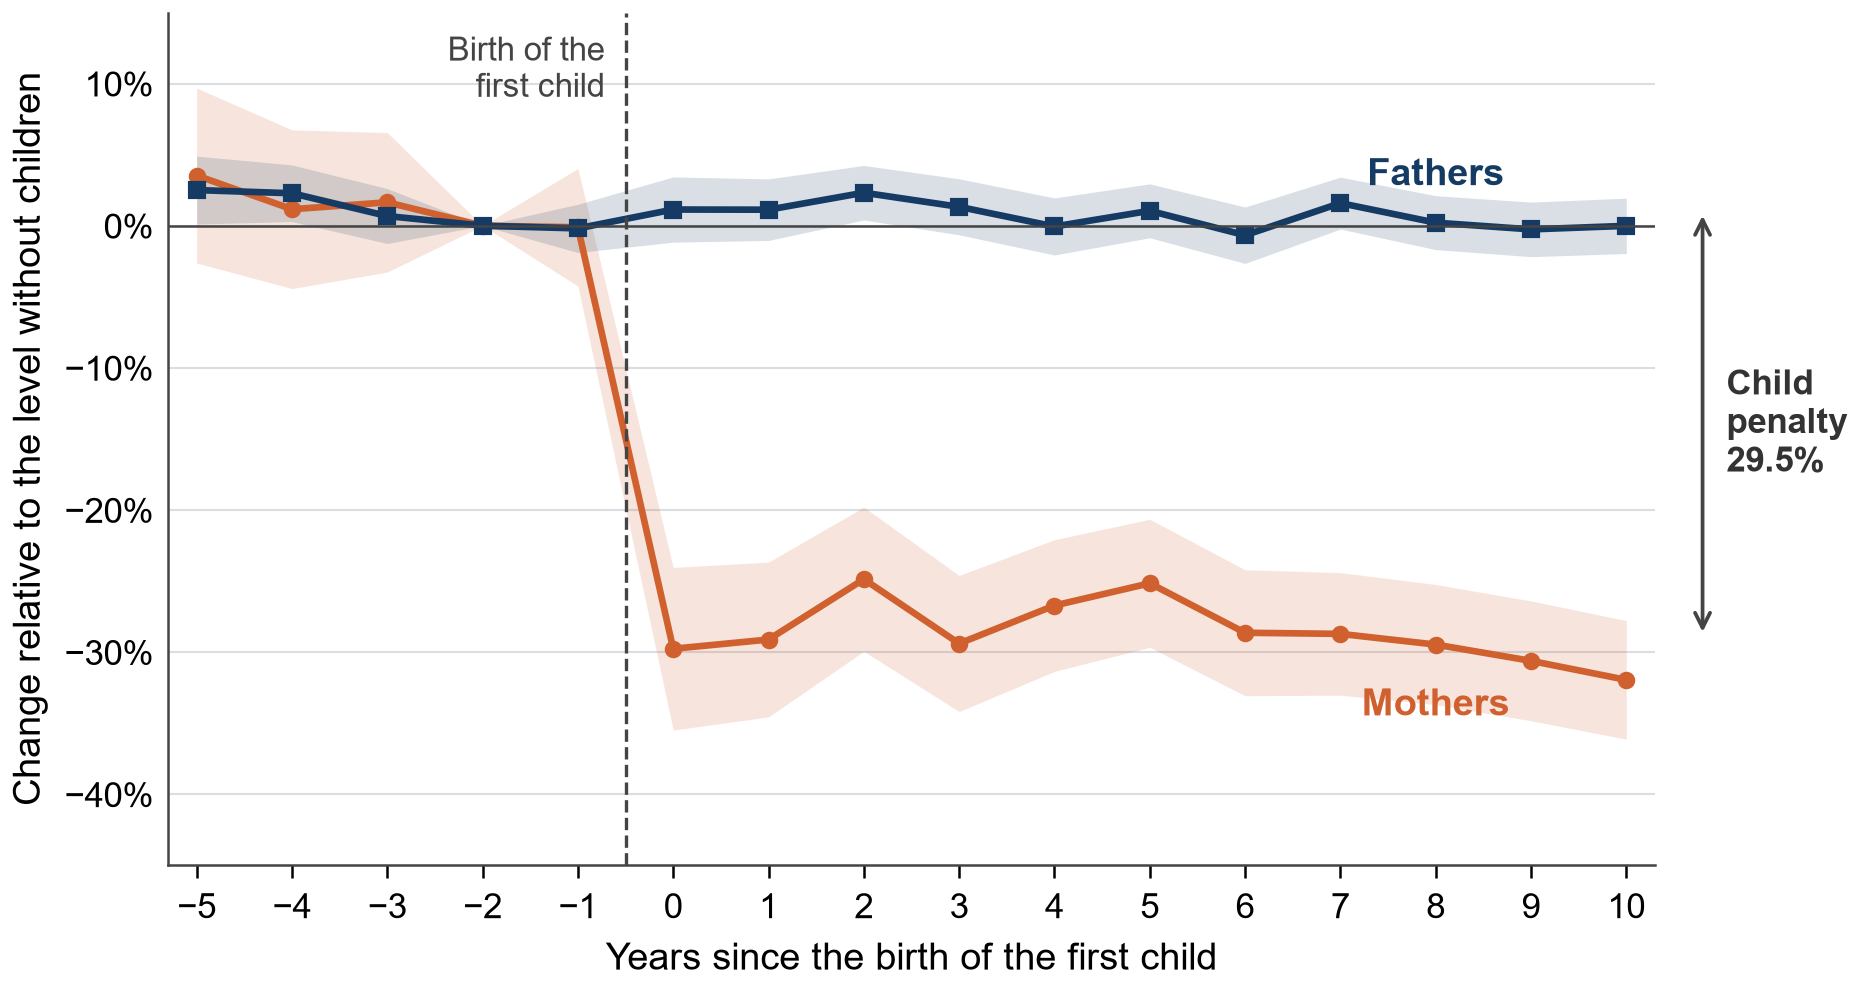 Birth of the
first child
Fathers
Mothers
Child
penalty
29.5%
Change relative to the level without children
10%
0%
−10%
−20%
−30%
−40%
−5 −4 −3 −2 −1 0 1 2 3 4 5 6 7 8 9 10
Years since the birth of the first child